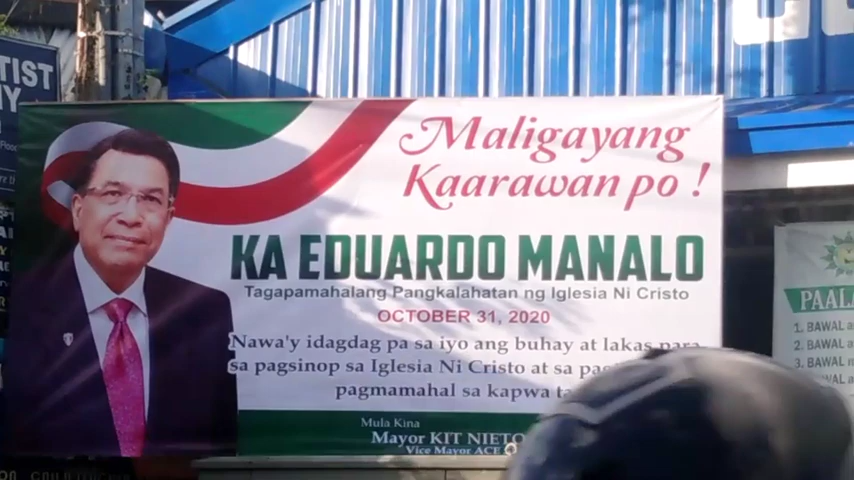 TIST
Maligayang
Kaarawan po !
KA EDUARDO MANALO
Tagapamahalang Pangkalahatan ng Iglesia Ni Cristo
OCTOBER 31, 2020
Nawa'y idagdag pa sa iyo ang buhay at lakas para
sa pagsinop sa Iglesia Ni Cristo at sa
pagmamahal sa kapwa
Mula Kina
Mayor KIT NIETO
Vice Mayor ACE
PAALA
1. BAWAL
2. BAWAL
3. BAWAL